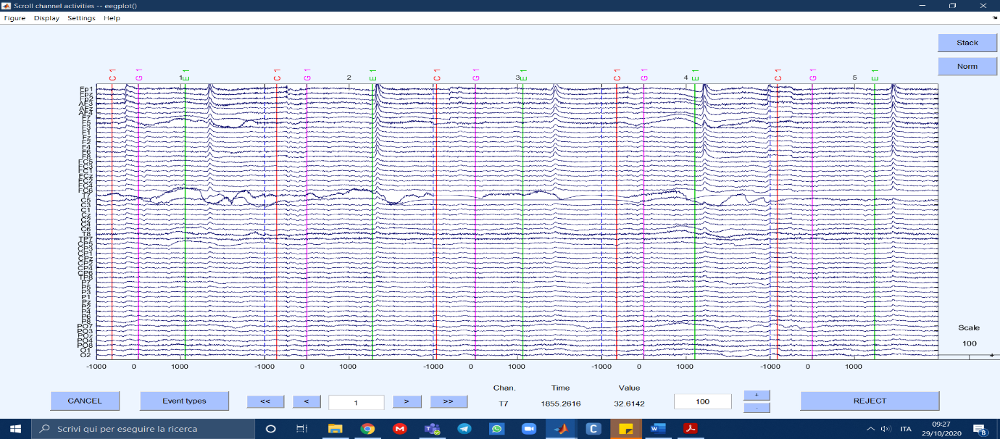 Scroll channel activities -- eegplot()
Figure Display Settings Help
Stack
Norm
C 1 G 1 1 E 1 C 1 G 1 2 E 1 C 1 G 1 3 E 1 C 1 G 1 4 E 1 C 1 G 1 5 E 1
Fp1
Fpz
Fp2
AF3
AFz
AF4
F7
F5
F3
F1
Fz
F2
F4
F6
F8
FC5
FC3
FC1
FCz
FC2
FC4
FC6
T7
C5
C3
C1
Cz
C2
C4
C6
T8
TP7
CP5
CP3
CP1
CPz
CP2
CP4
CP6
TP8
P7
P5
P3
P1
Pz
P2
P4
P6
P8
PO7
PO3
POz
PO4
PO8
O1
O2
Scale
100
-1000 0 1000 -1000 0 1000 -1000 0 1000 -1000 0 1000 -1000 0 1000
Chan. Time Value
CANCEL Event types << < 1 > >> T7 1855.2616 32.6142 100 + - REJECT
Scrivi qui per eseguire la ricerca
ITA
09:27
29/10/2020
8